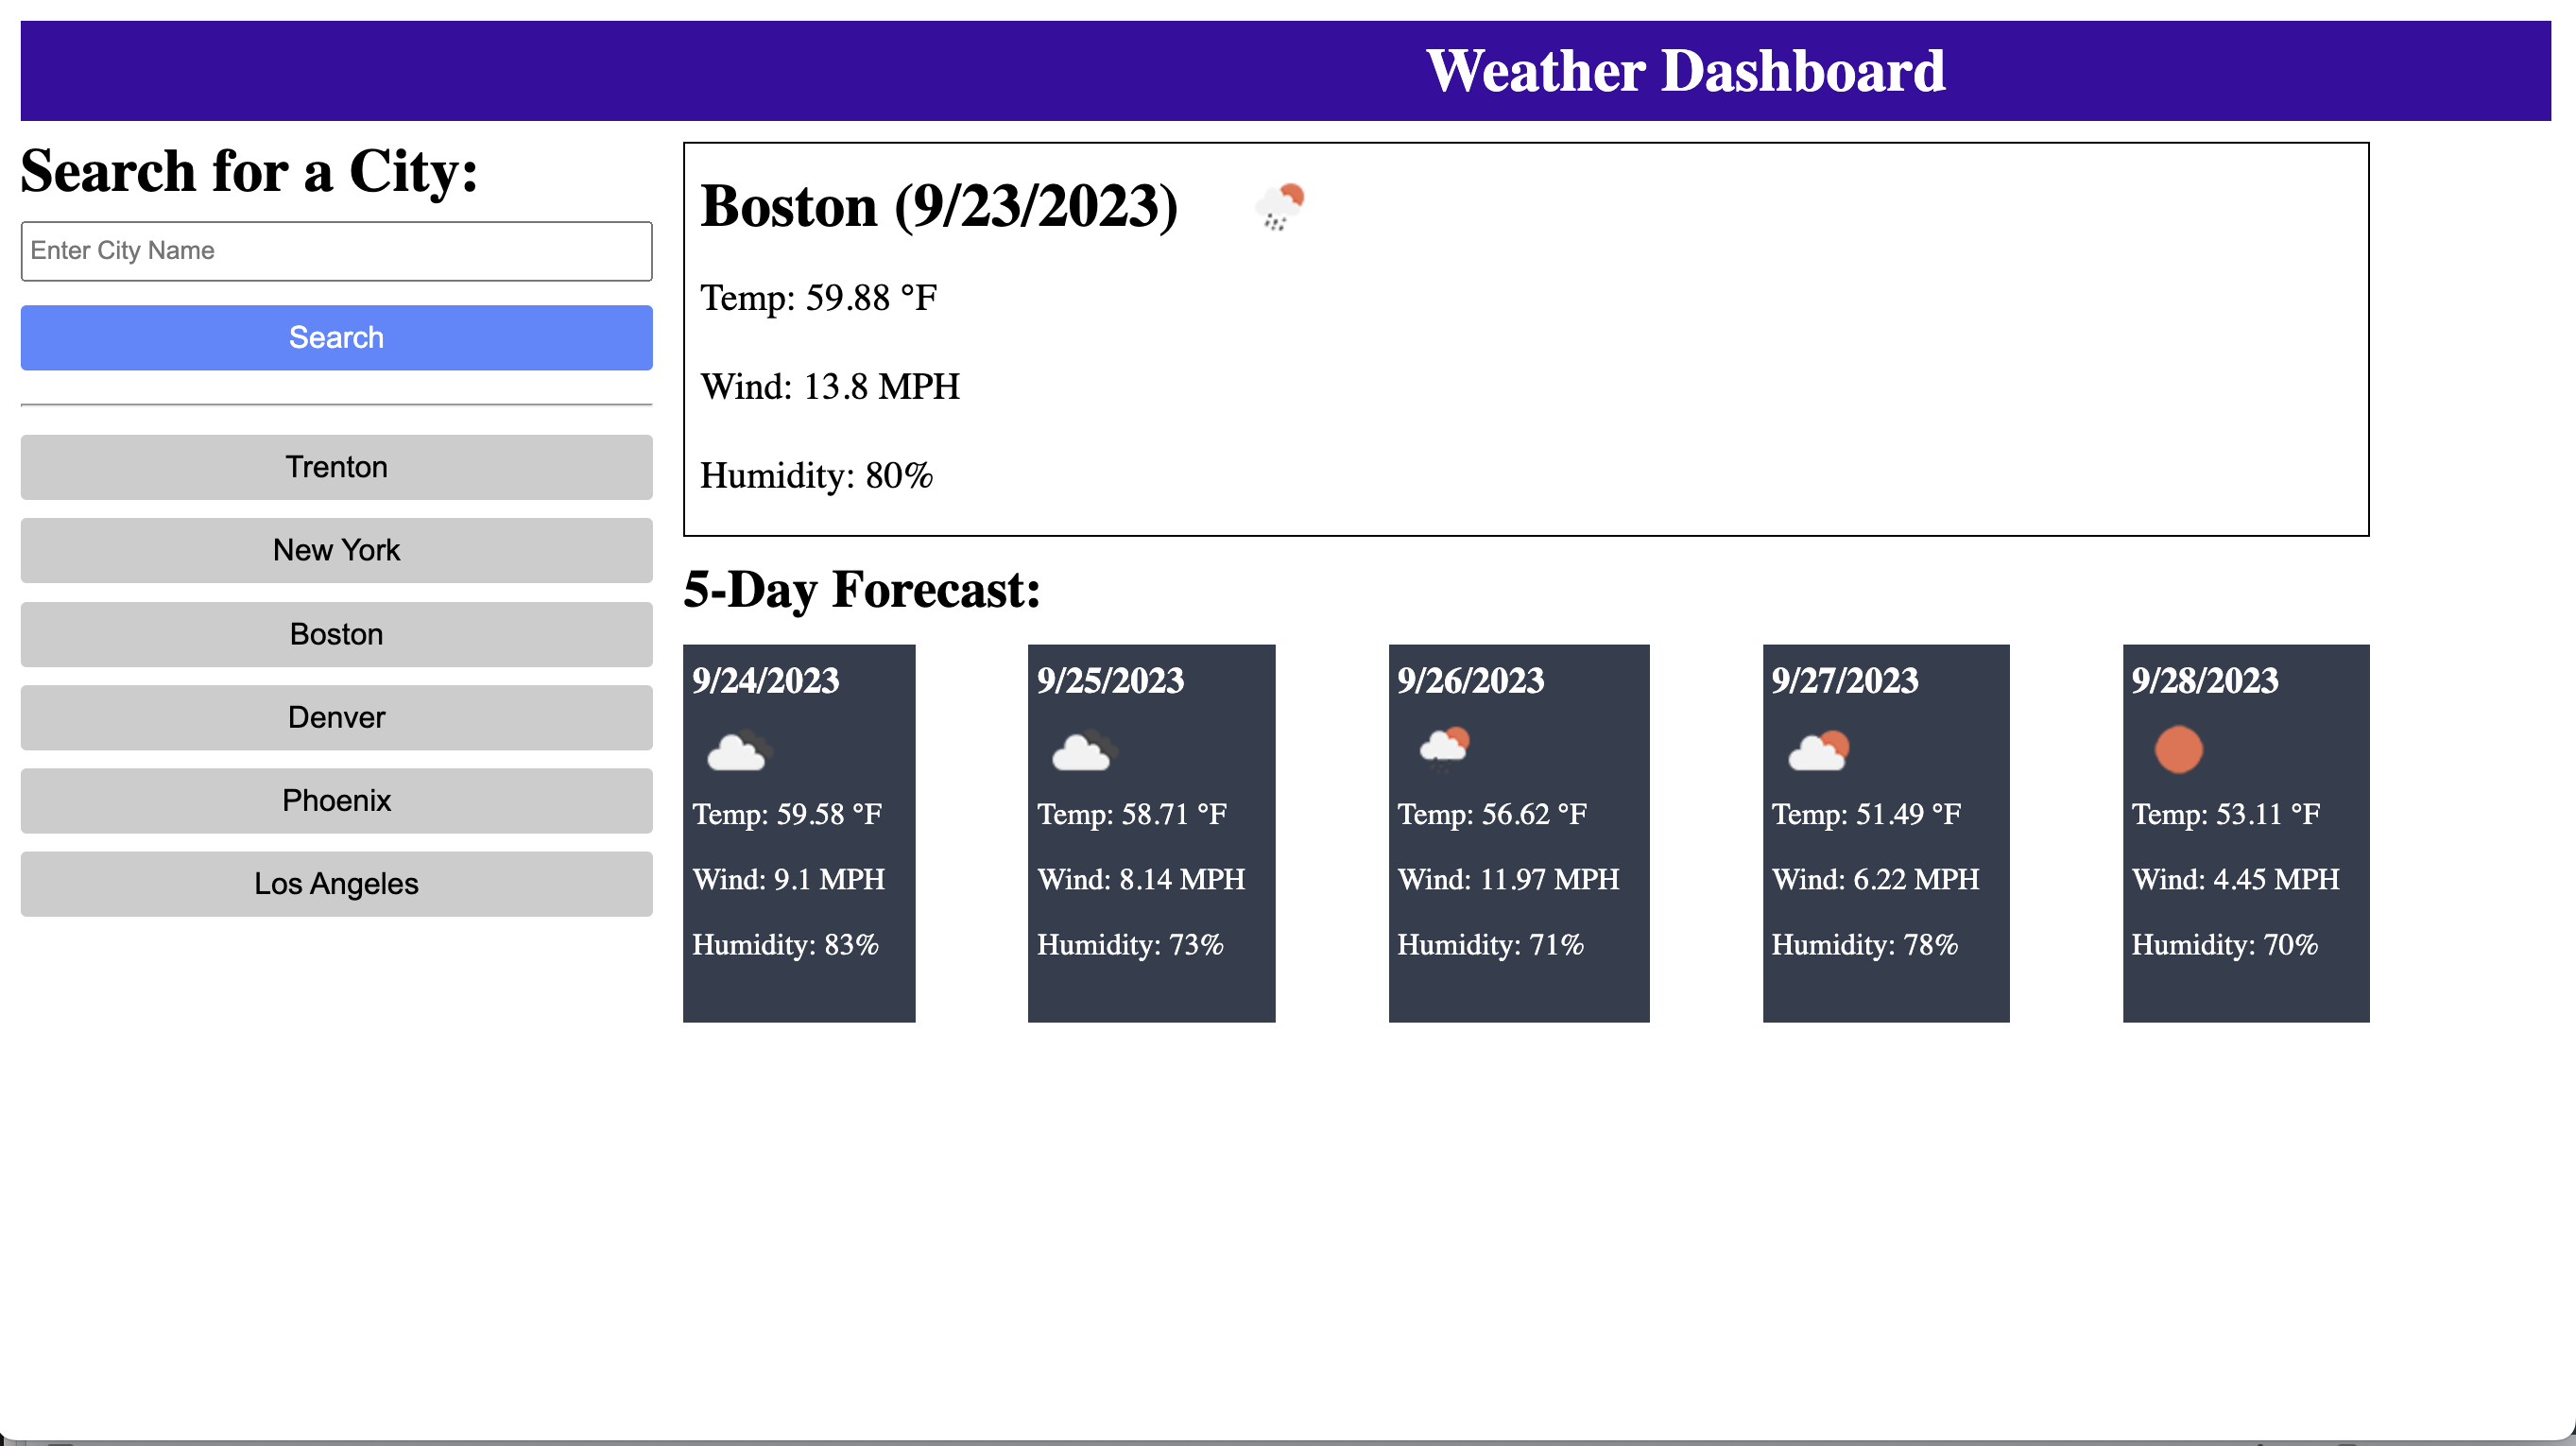 Weather Dashboard
Search for a City:
Enter City Name
Search
Trenton
New York
Boston
Denver
Phoenix
Los Angeles
Boston (9/23/2023)
Temp: 59.88 °F
Wind: 13.8 MPH
Humidity: 80%
5-Day Forecast:
9/24/2023
Temp: 59.58 °F
Wind: 9.1 MPH
Humidity: 83%
9/25/2023
Temp: 58.71 °F
Wind: 8.14 MPH
Humidity: 73%
9/26/2023
Temp: 56.62 °F
Wind: 11.97 MPH
Humidity: 71%
9/27/2023
Temp: 51.49 °F
Wind: 6.22 MPH
Humidity: 78%
9/28/2023
Temp: 53.11 °F
Wind: 4.45 MPH
Humidity: 70%